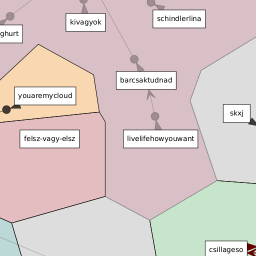 schindlerlina
kivagyok
ghurt
barcsaktudnad
youaremycloud
skxj
felsz-vagy-elsz
livelifehowyouwant
csillageso